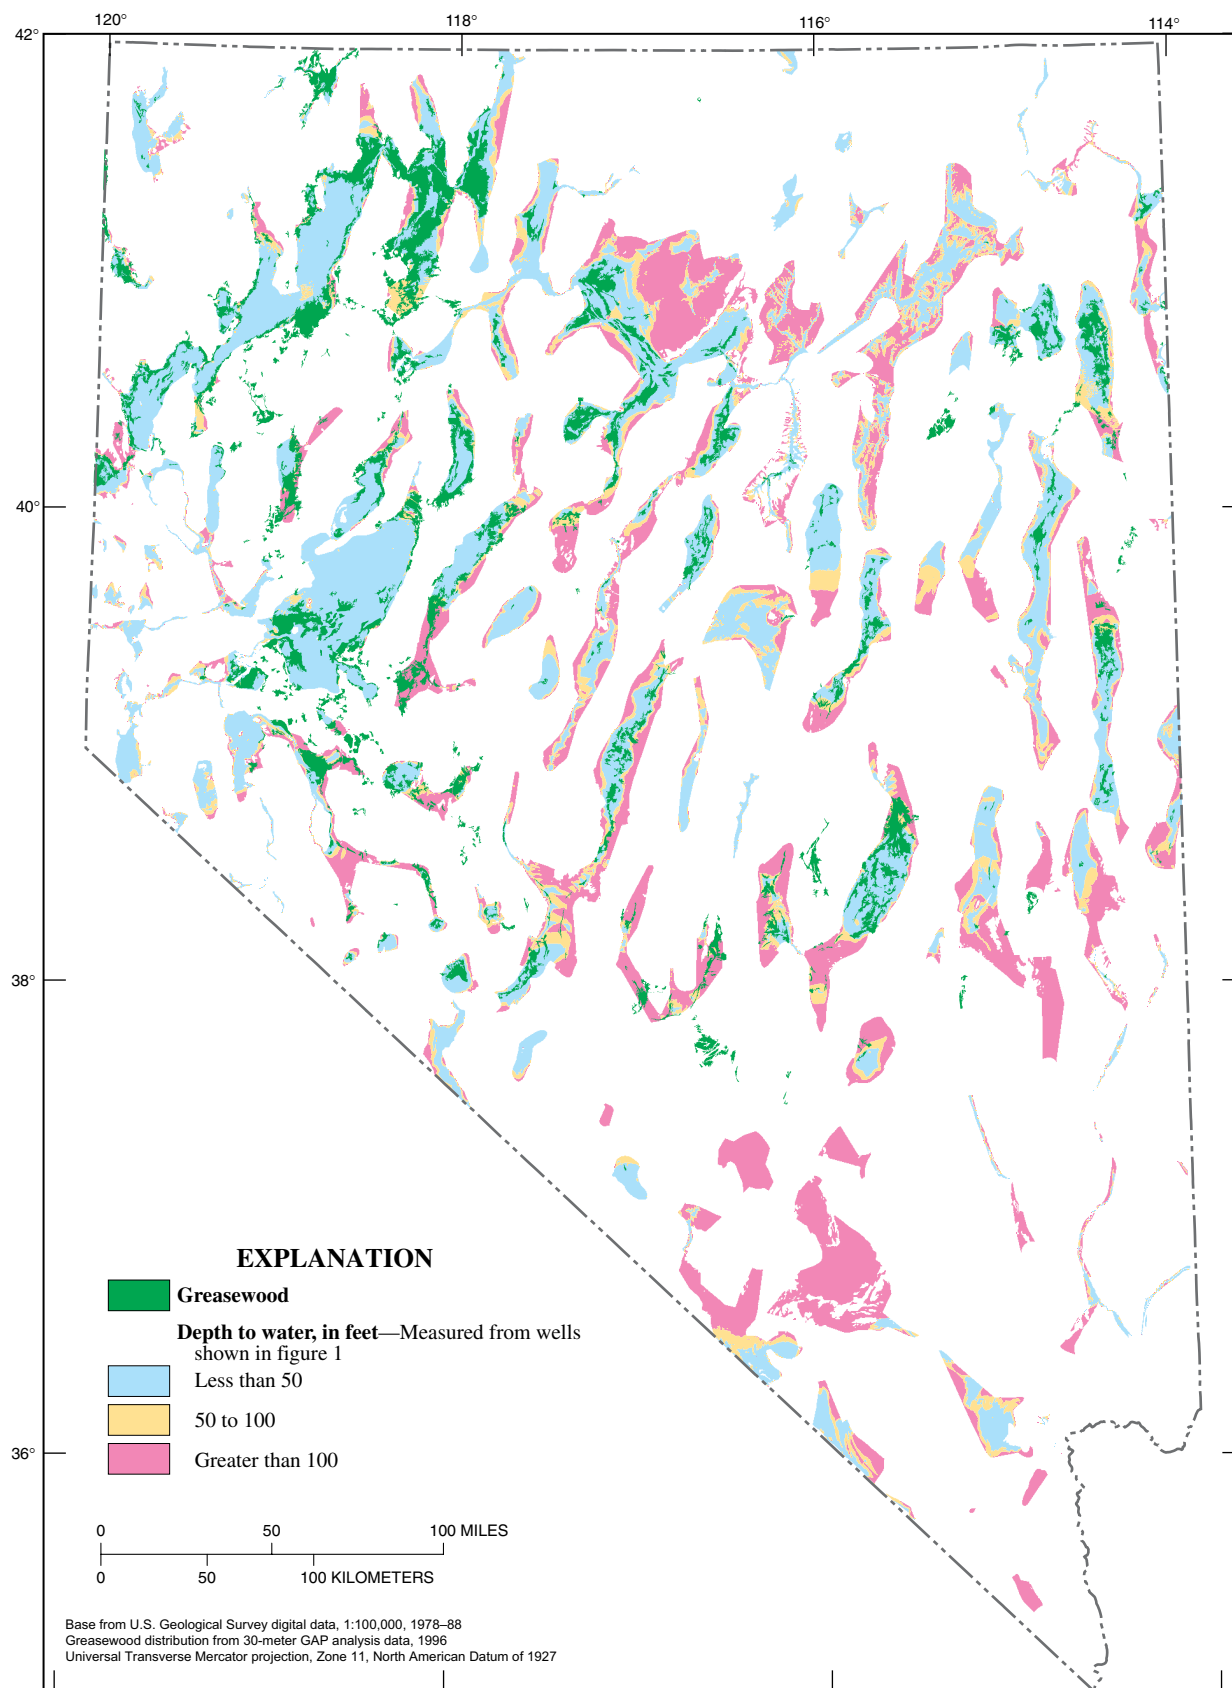 120°
118°
116°
114°
42°
40°
38°
36°
EXPLANATION
Greasewood
Depth to water, in feet—Measured from wells
shown in figure 1
Less than 50
50 to 100
Greater than 100
0 50 100 MILES
0 50 100 KILOMETERS
Base from U.S. Geological Survey digital data, 1:100,000, 1978–88
Greasewood distribution from 30-meter GAP analysis data, 1996
Universal Transverse Mercator projection, Zone 11, North American Datum of 1927